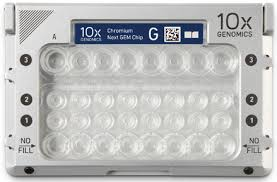 A
Chromium
Next GEM Chip
G
10x
GENOMICS
10x
GENOMICS
3
3
2
2
1
1
NO
FILL
NO
FILL